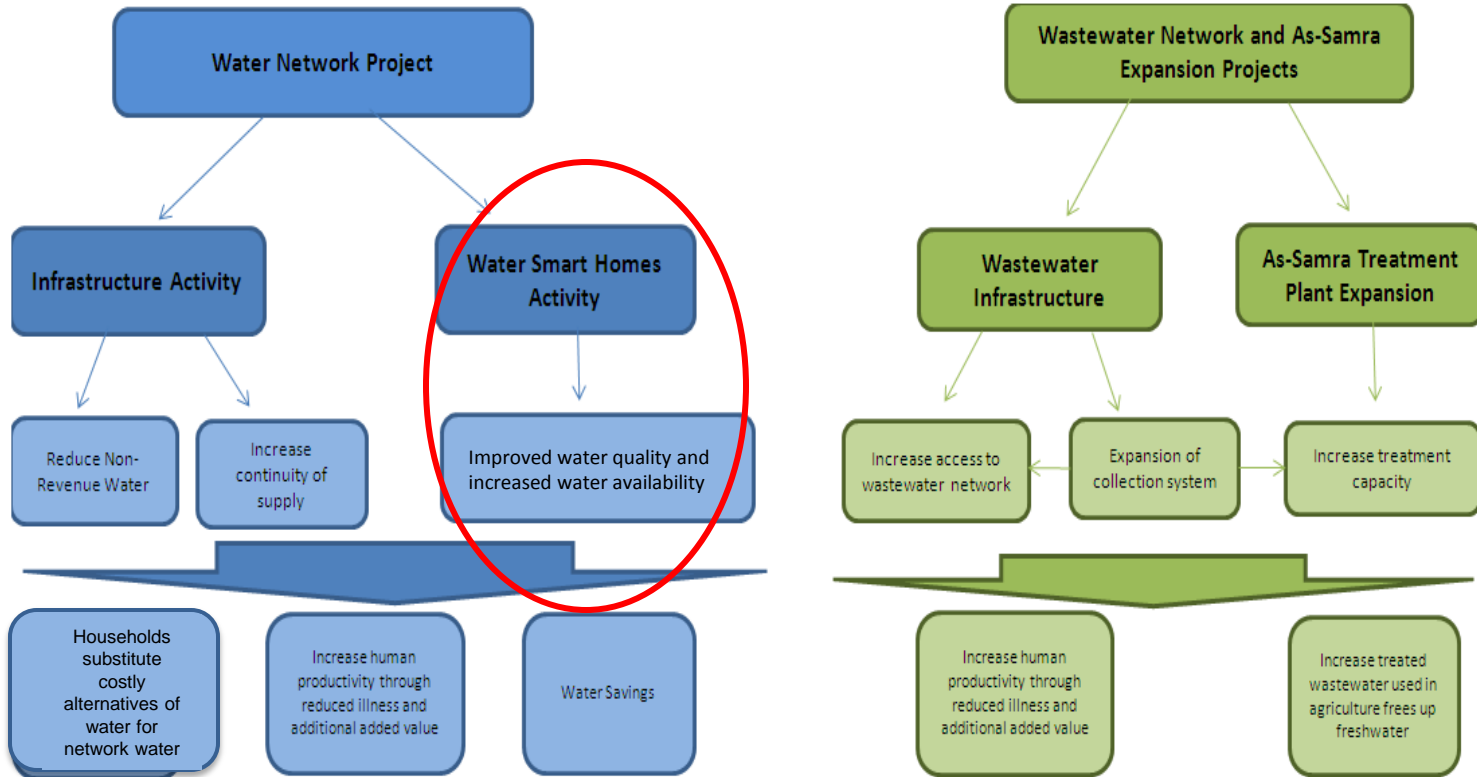 Water Network Project
Wastewater Network and As-Samra
Expansion Projects
Infrastructure Activity
Water Smart Homes
Activity
Wastewater
Infrastructure
As-Samra Treatment
Plant Expansion
Reduce Non-
Revenue Water
Increase
continuity of
supply
Improved water quality and
increased water availability
Increase access to
wastewater network
Expansion of
collection system
Increase treatment
capacity
Households
substitute
costly
alternatives of
water for
network water
Increase human
productivity through
reduced illness and
additional added value
Water Savings
Increase human
productivity through
reduced illness and
additional added value
Increase treated
wastewater used in
agriculture frees up
freshwater